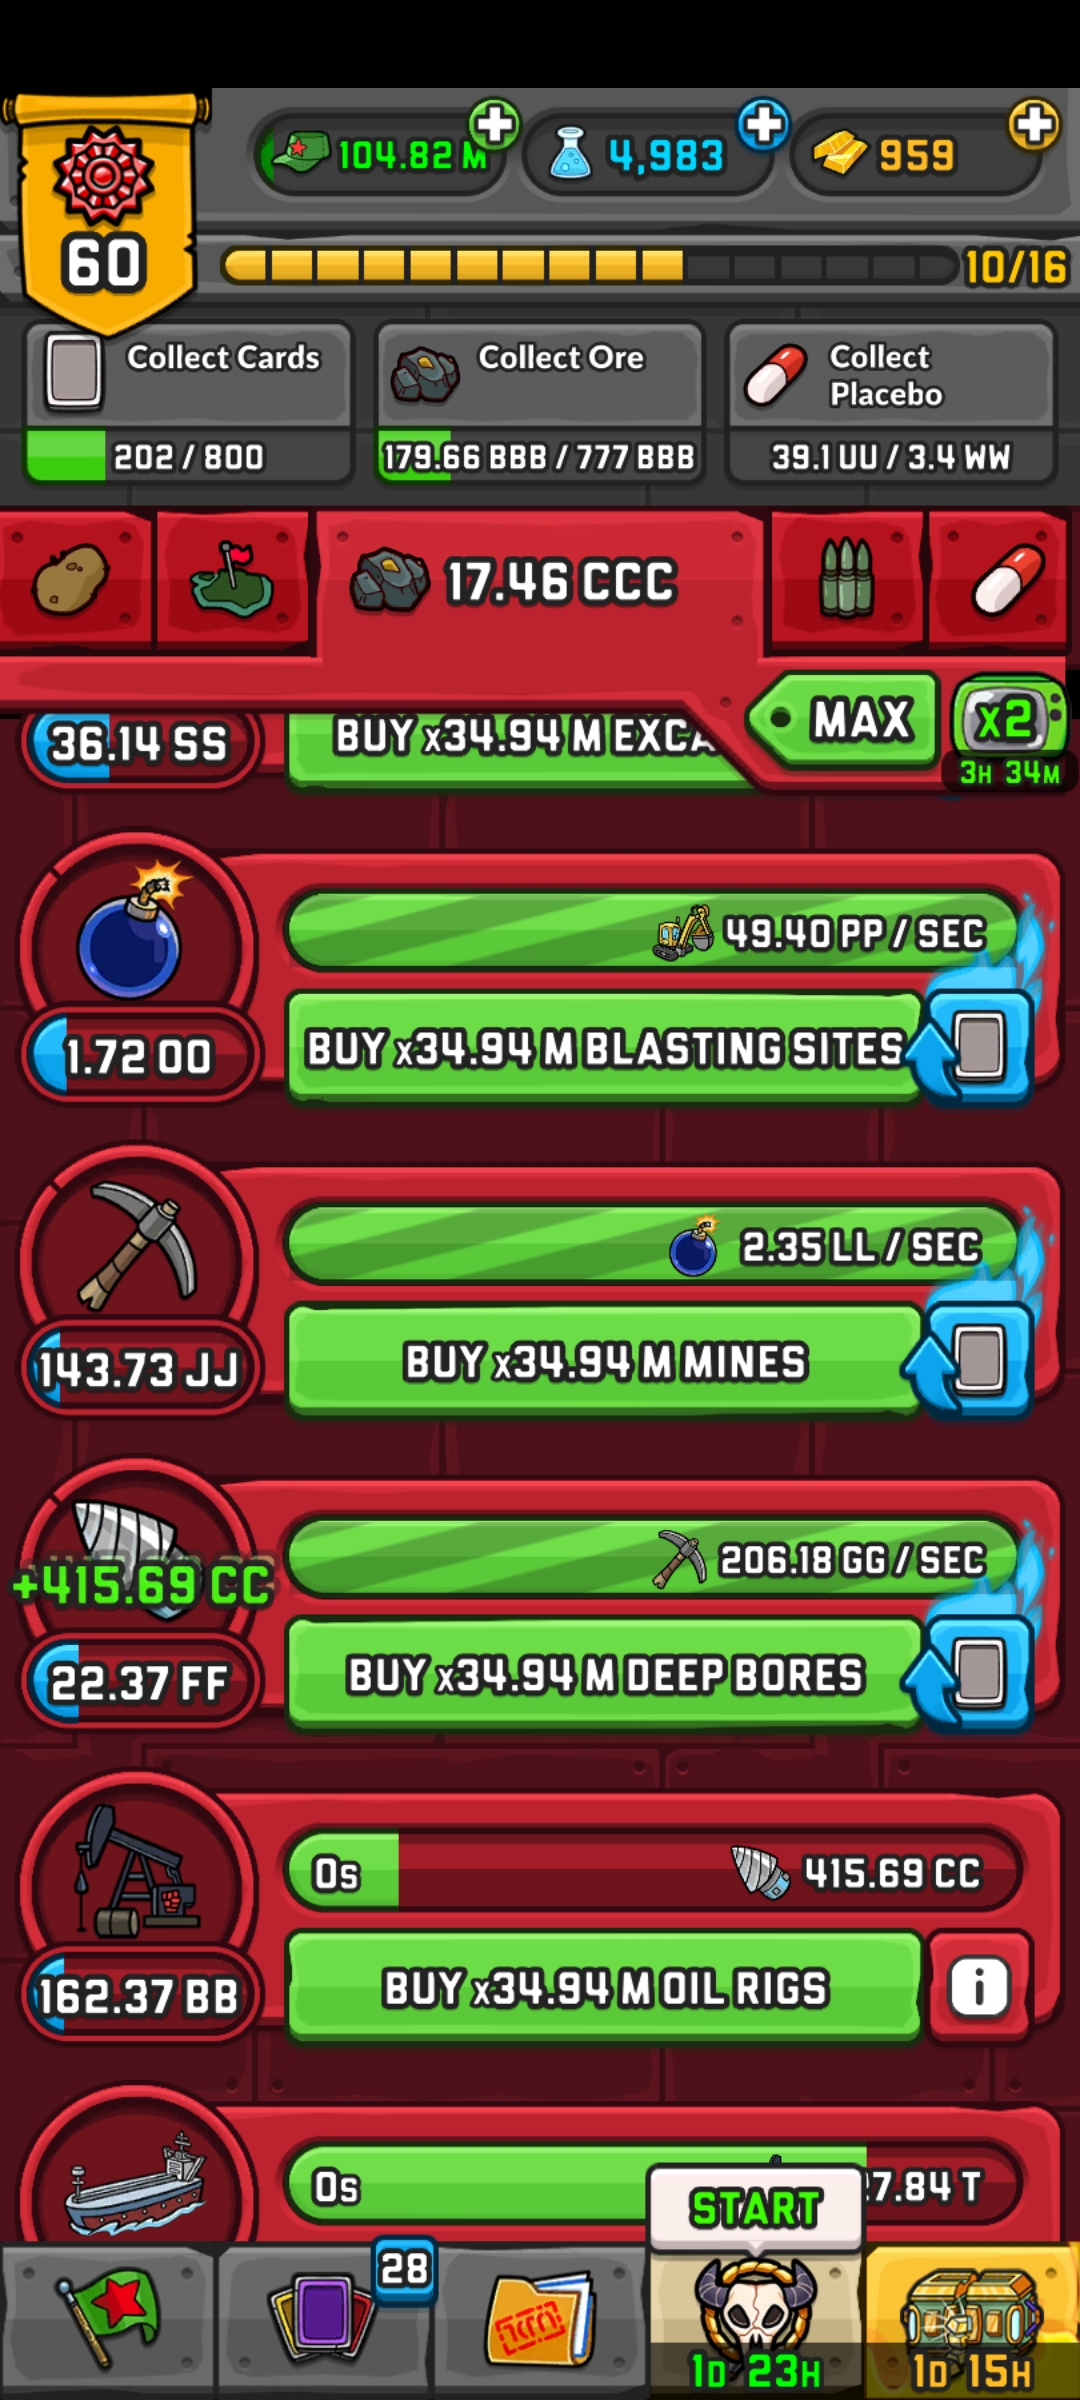 60
104.82 M
4,983
959
10/16
Collect Cards
202 / 800
Collect Ore
179.66 BBB / 777 BBB
Collect
Placebo
39.1 UU / 3.4 WW
17.46 CCC
MAX
x2
3H 34M
36.14 SS
BUY x34.94 M EXCA
49.40 PP / SEC
1.72 OO
BUY x34.94 M BLASTING SITES
2.35 LL / SEC
143.73 JJ
BUY x34.94 M MINES
+415.69 CC
206.18 GG / SEC
22.37 FF
BUY x34.94 M DEEP BORES
0s
415.69 CC
162.37 BB
BUY x34.94 M OIL RIGS
i
0s
7.84 T
START
28
1D 23H
1D 15H